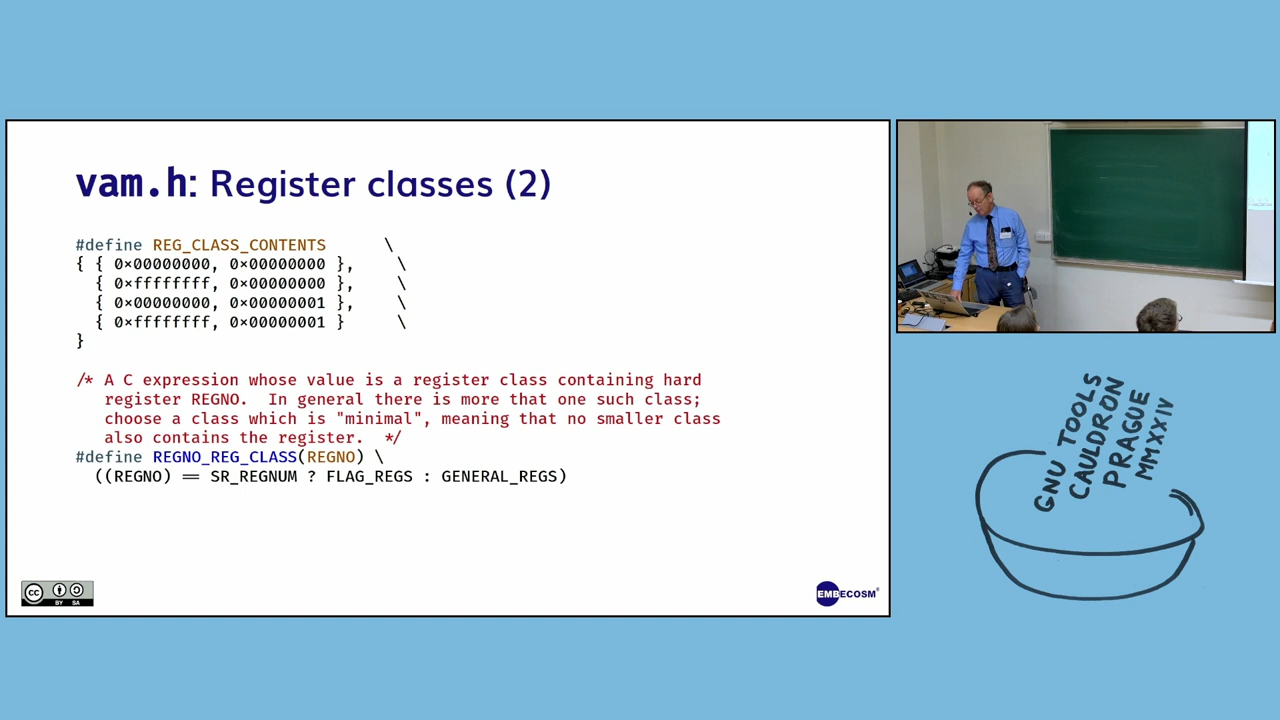 vam.h: Register classes (2)
#define REG_CLASS_CONTENTS \
{ { 0x00000000, 0x00000000 }, \
{ 0xffffffff, 0x00000000 }, \
{ 0x00000000, 0x00000001 }, \
{ 0xffffffff, 0x00000001 } \
}
/* A C expression whose value is a register class containing hard
register REGNO. In general there is more that one such class;
choose a class which is "minimal", meaning that no smaller class
also contains the register. */
#define REGNO_REG_CLASS(REGNO) \
((REGNO) == SR_REGNUM ? FLAG_REGS : GENERAL_REGS)
cc BY SA
EMBECOSM®
GNU TOOLS
CAULDRON
PRAGUE
MMXXIV